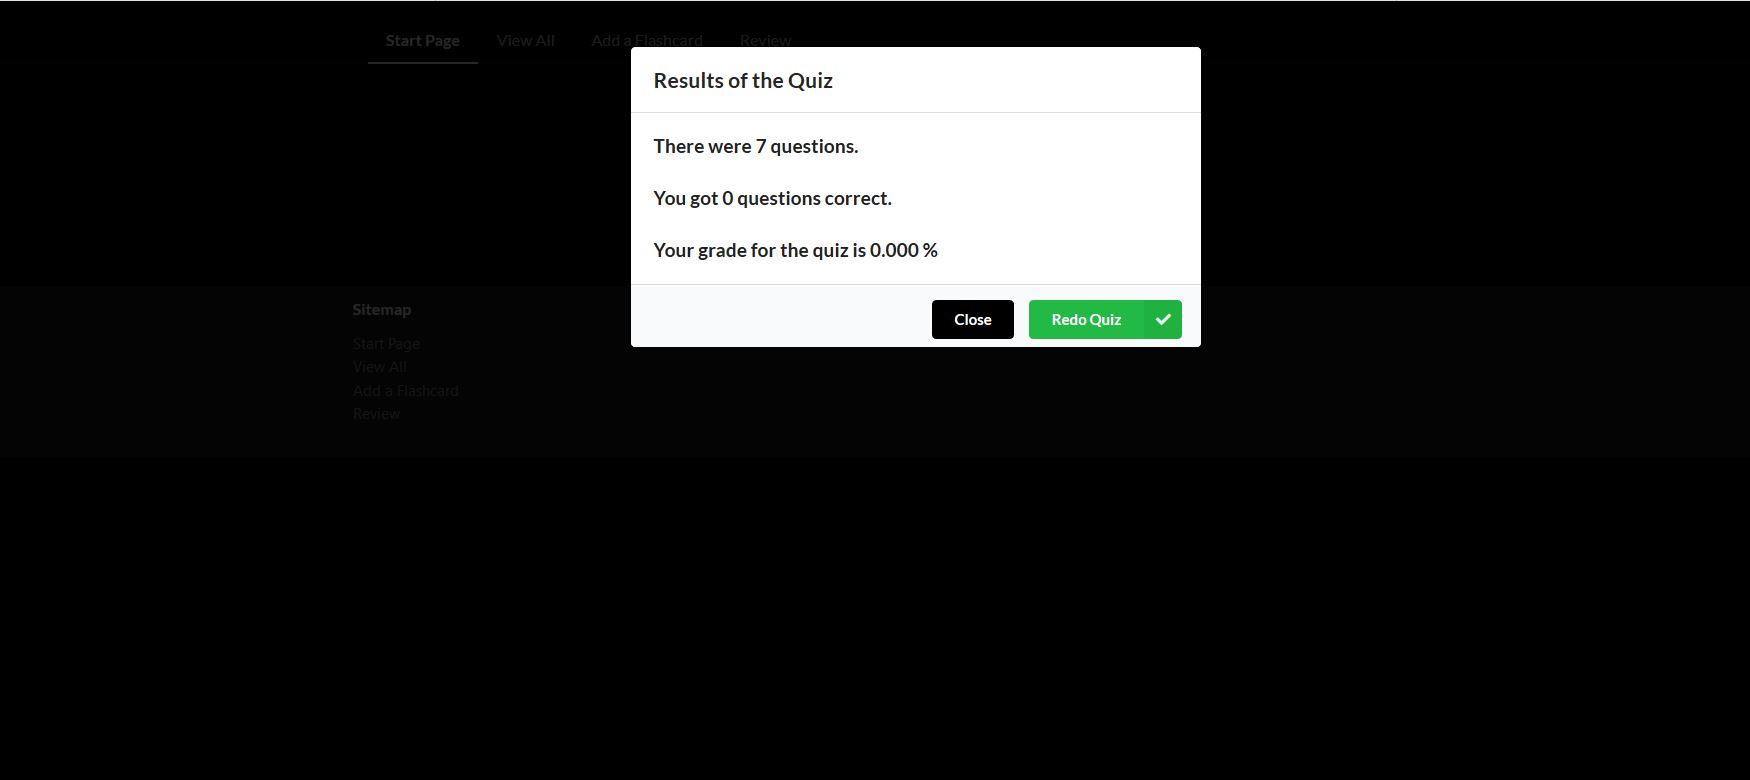 Start Page View All Add a Flashcard Review
Results of the Quiz
There were 7 questions.
You got 0 questions correct.
Your grade for the quiz is 0.000 %
Close Redo Quiz
Sitemap
Start Page
View All
Add a Flashcard
Review